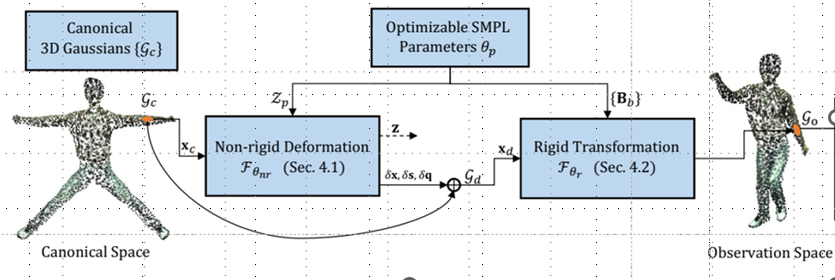 Canonical
3D Gaussians {𝒢c}
Optimizable SMPL
Parameters θp
𝒢c
𝒵p
{𝐁b}
𝒢o
xc
Non-rigid Deformation
ℱθnr (Sec. 4.1)
z
δx, δs, δq
𝒢d
xd
Rigid Transformation
ℱθr (Sec. 4.2)
Canonical Space
Observation Space